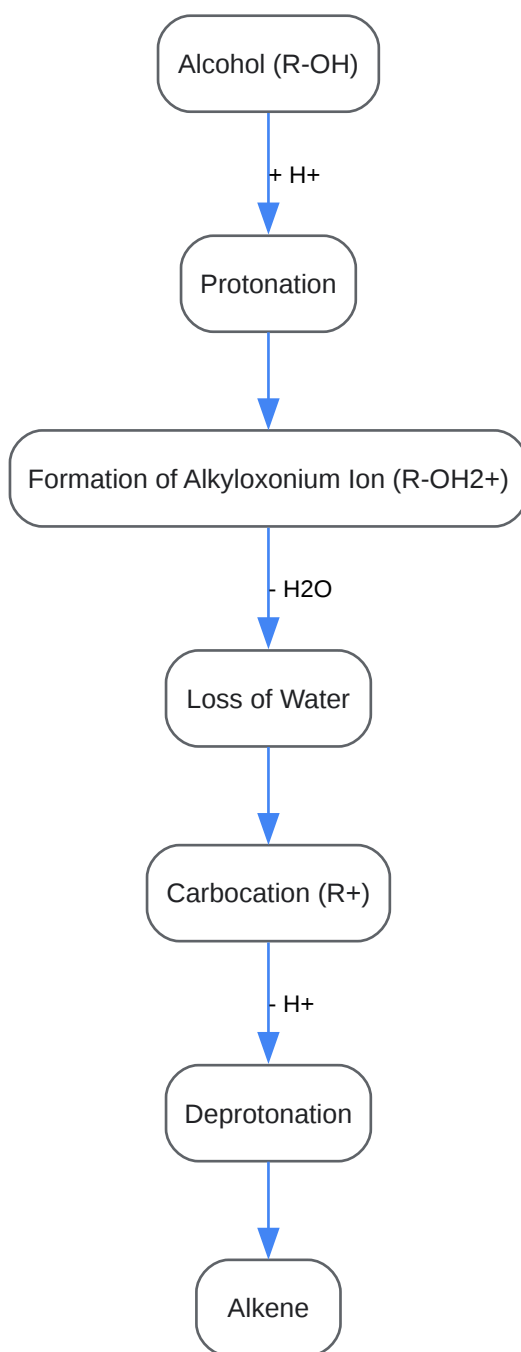 Alcohol (R-OH)
+ H+
Protonation
Formation of Alkyloxonium Ion (R-OH2+)
- H2O
Loss of Water
Carbocation (R+)
- H+
Deprotonation
Alkene